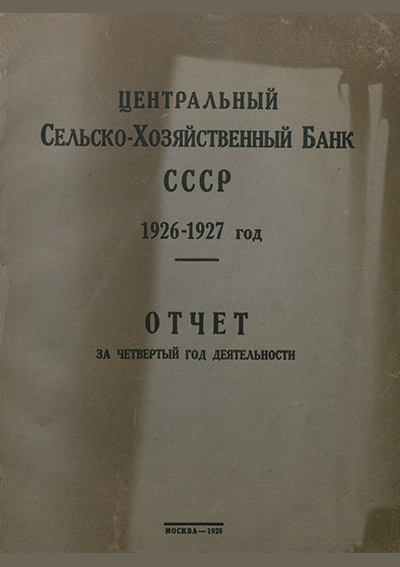 ЦЕНТРАЛЬНЫЙ
СЕЛЬСКО-ХОЗЯЙСТВЕННЫЙ БАНК
СССР
1926-1927 год
ОТЧЕТ
ЗА ЧЕТВЕРТЫЙ ГОД ДЕЯТЕЛЬНОСТИ
МОСКВА—1928